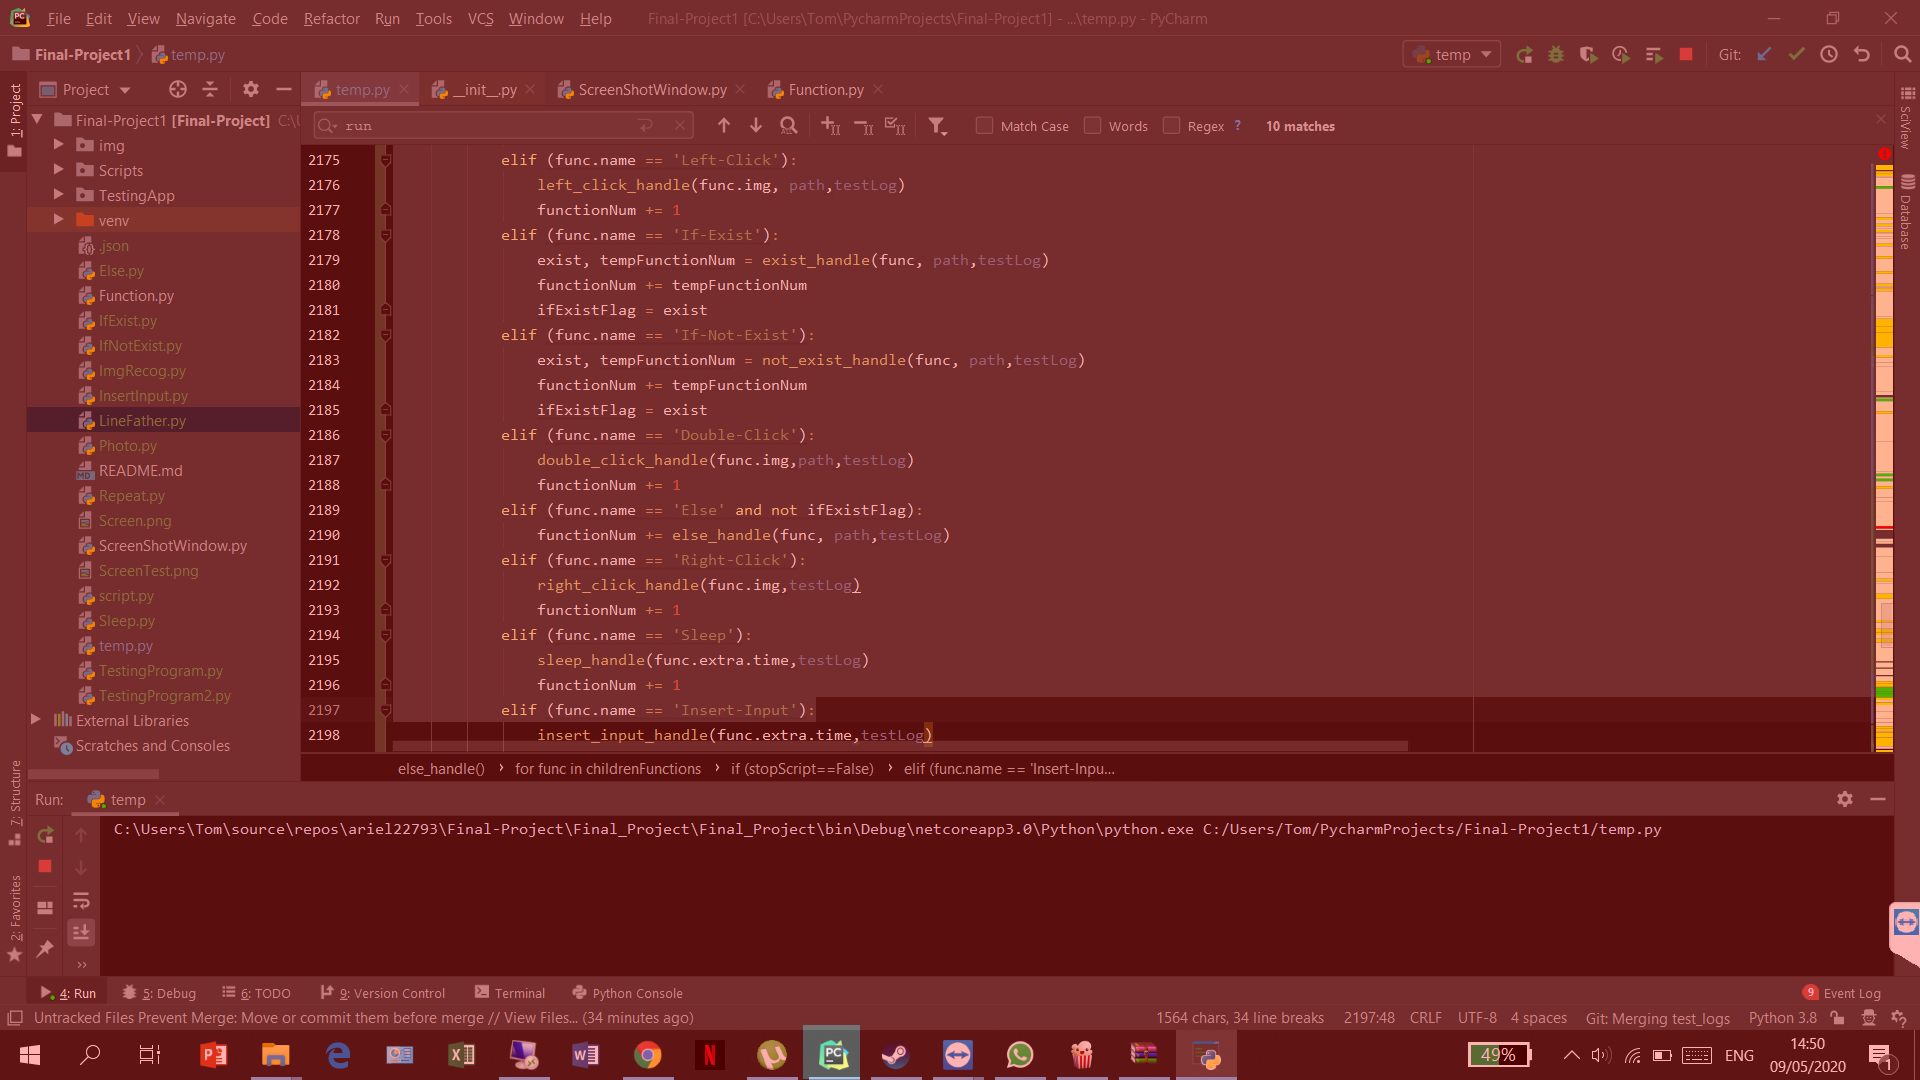 File Edit View Navigate Code Refactor Run Tools VCS Window Help Final-Project1 [C:\Users\Tom\PycharmProjects\Final-Project1] - ...\temp.py - PyCharm
Final-Project1 temp.py temp Git:
1: Project
Project
temp.py __init__.py ScreenShotWindow.py Function.py
run Match Case Words Regex ? 10 matches
Final-Project1 [Final-Project] C:\
img
Scripts
TestingApp
venv
.json
Else.py
Function.py
IfExist.py
IfNotExist.py
ImgRecog.py
InsertInput.py
LineFather.py
Photo.py
README.md
Repeat.py
Screen.png
ScreenShotWindow.py
ScreenTest.png
script.py
Sleep.py
temp.py
TestingProgram.py
TestingProgram2.py
External Libraries
Scratches and Consoles
2175 elif (func.name == 'Left-Click'):
2176 left_click_handle(func.img, path,testLog)
2177 functionNum += 1
2178 elif (func.name == 'If-Exist'):
2179 exist, tempFunctionNum = exist_handle(func, path,testLog)
2180 functionNum += tempFunctionNum
2181 ifExistFlag = exist
2182 elif (func.name == 'If-Not-Exist'):
2183 exist, tempFunctionNum = not_exist_handle(func, path,testLog)
2184 functionNum += tempFunctionNum
2185 ifExistFlag = exist
2186 elif (func.name == 'Double-Click'):
2187 double_click_handle(func.img,path,testLog)
2188 functionNum += 1
2189 elif (func.name == 'Else' and not ifExistFlag):
2190 functionNum += else_handle(func, path,testLog)
2191 elif (func.name == 'Right-Click'):
2192 right_click_handle(func.img,testLog)
2193 functionNum += 1
2194 elif (func.name == 'Sleep'):
2195 sleep_handle(func.extra.time,testLog)
2196 functionNum += 1
2197 elif (func.name == 'Insert-Input'):
2198 insert_input_handle(func.extra.time,testLog)
SciView
Database
else_handle() › for func in childrenFunctions › if (stopScript==False) › elif (func.name == 'Insert-Inpu...
7: Structure
2: Favorites
Run: temp
C:\Users\Tom\source\repos\ariel22793\Final-Project\Final_Project\Final_Project\bin\Debug\netcoreapp3.0\Python\python.exe C:/Users/Tom/PycharmProjects/Final-Project1/temp.py
4: Run 5: Debug 6: TODO 9: Version Control Terminal Python Console 9 Event Log
Untracked Files Prevent Merge: Move or commit them before merge // View Files... (34 minutes ago) 1564 chars, 34 line breaks 2197:48 CRLF UTF-8 4 spaces Git: Merging test_logs Python 3.8
49% ENG 14:50
09/05/2020 1